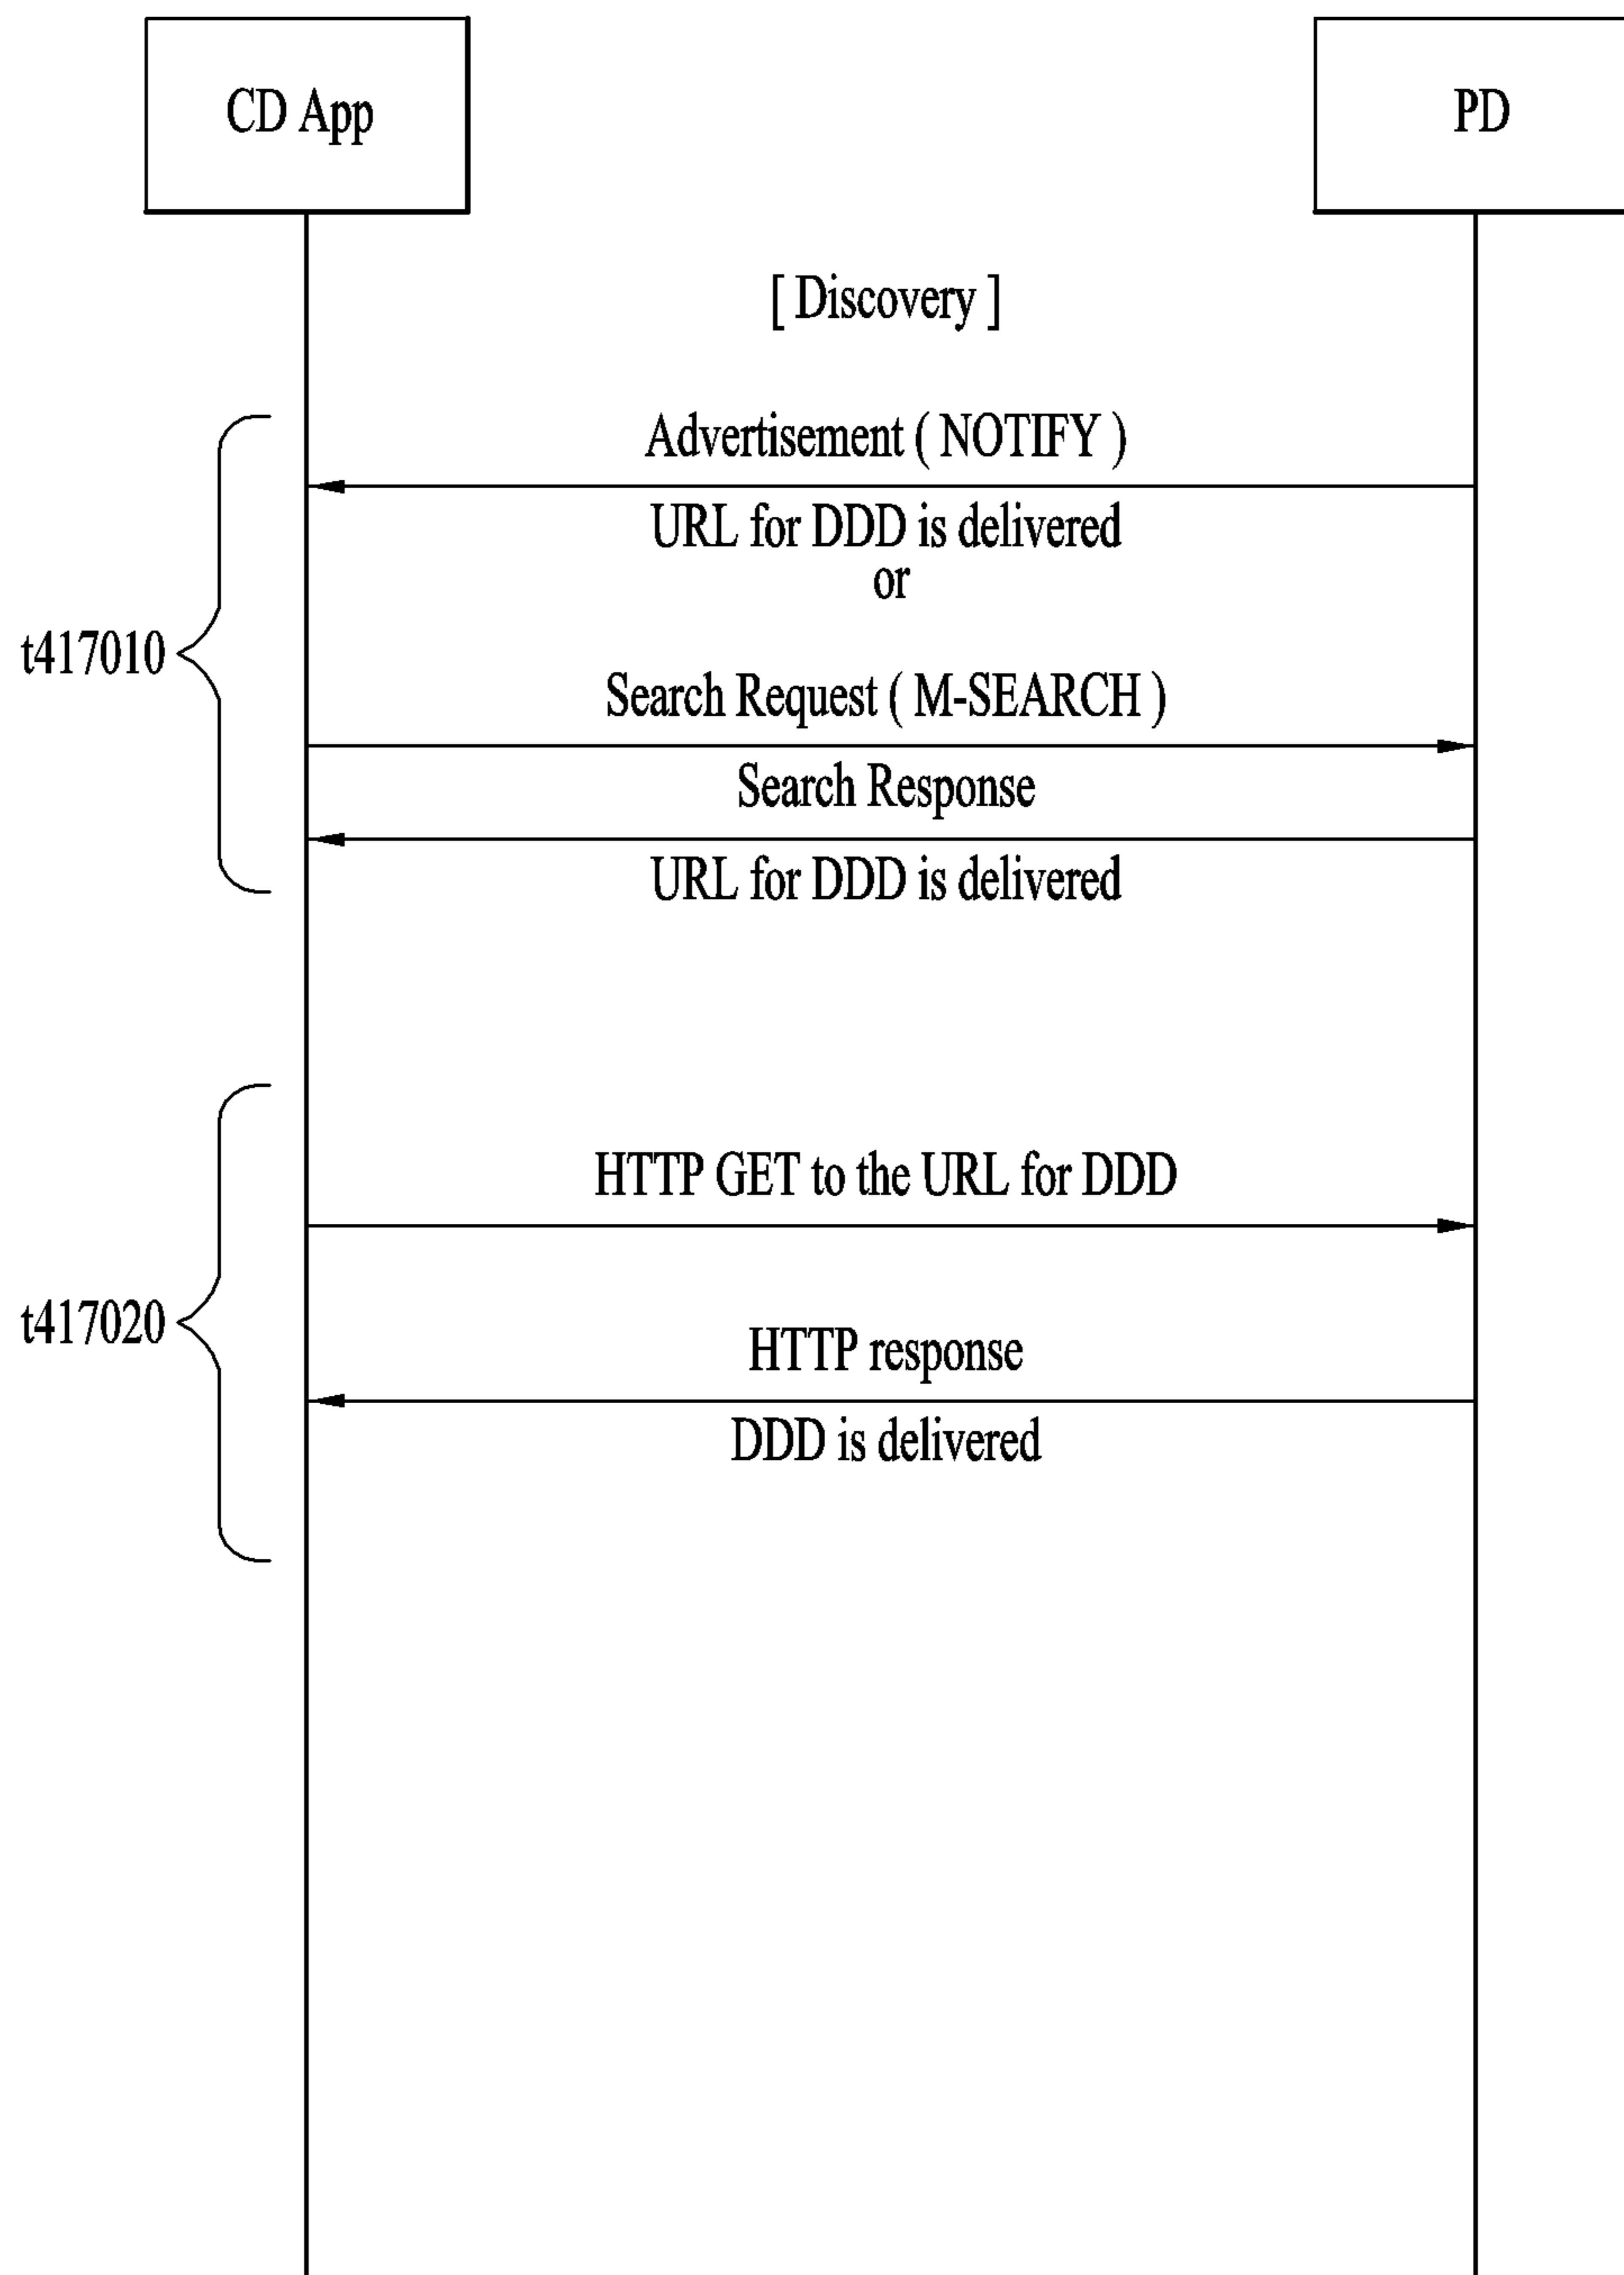 CD App
PD
[ Discovery ]
Advertisement ( NOTIFY )
URL for DDD is delivered
or
t417010
Search Request ( M-SEARCH )
Search Response
URL for DDD is delivered
HTTP GET to the URL for DDD
t417020
HTTP response
DDD is delivered